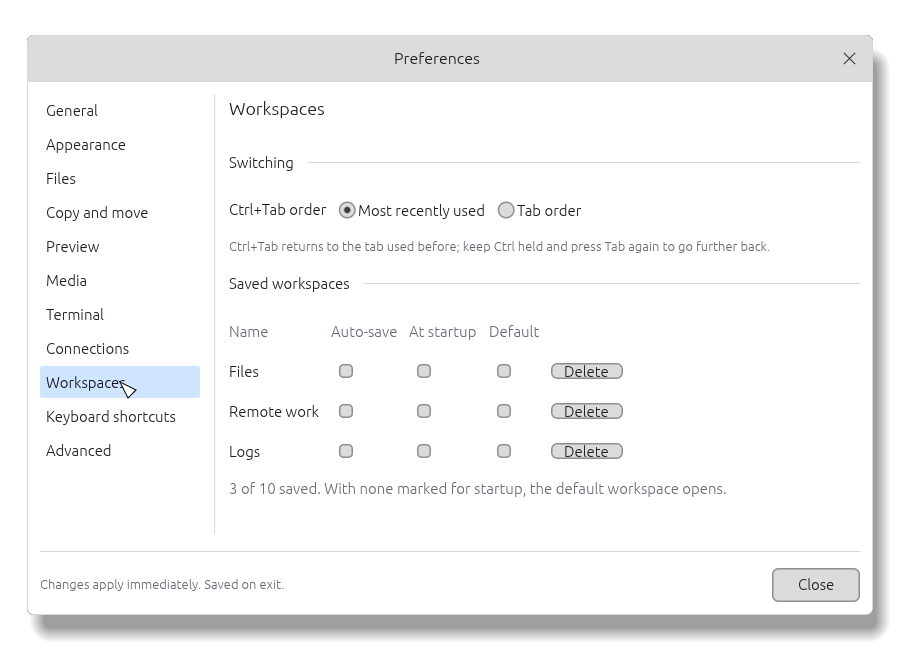 Preferences
General
Appearance
Files
Copy and move
Preview
Media
Terminal
Connections
Workspaces
Keyboard shortcuts
Advanced
Workspaces
Switching
Ctrl+Tab order Most recently used Tab order
Ctrl+Tab returns to the tab used before; keep Ctrl held and press Tab again to go further back.
Saved workspaces
Name Auto-save At startup Default
Files Delete
Remote work Delete
Logs Delete
3 of 10 saved. With none marked for startup, the default workspace opens.
Changes apply immediately. Saved on exit.
Close